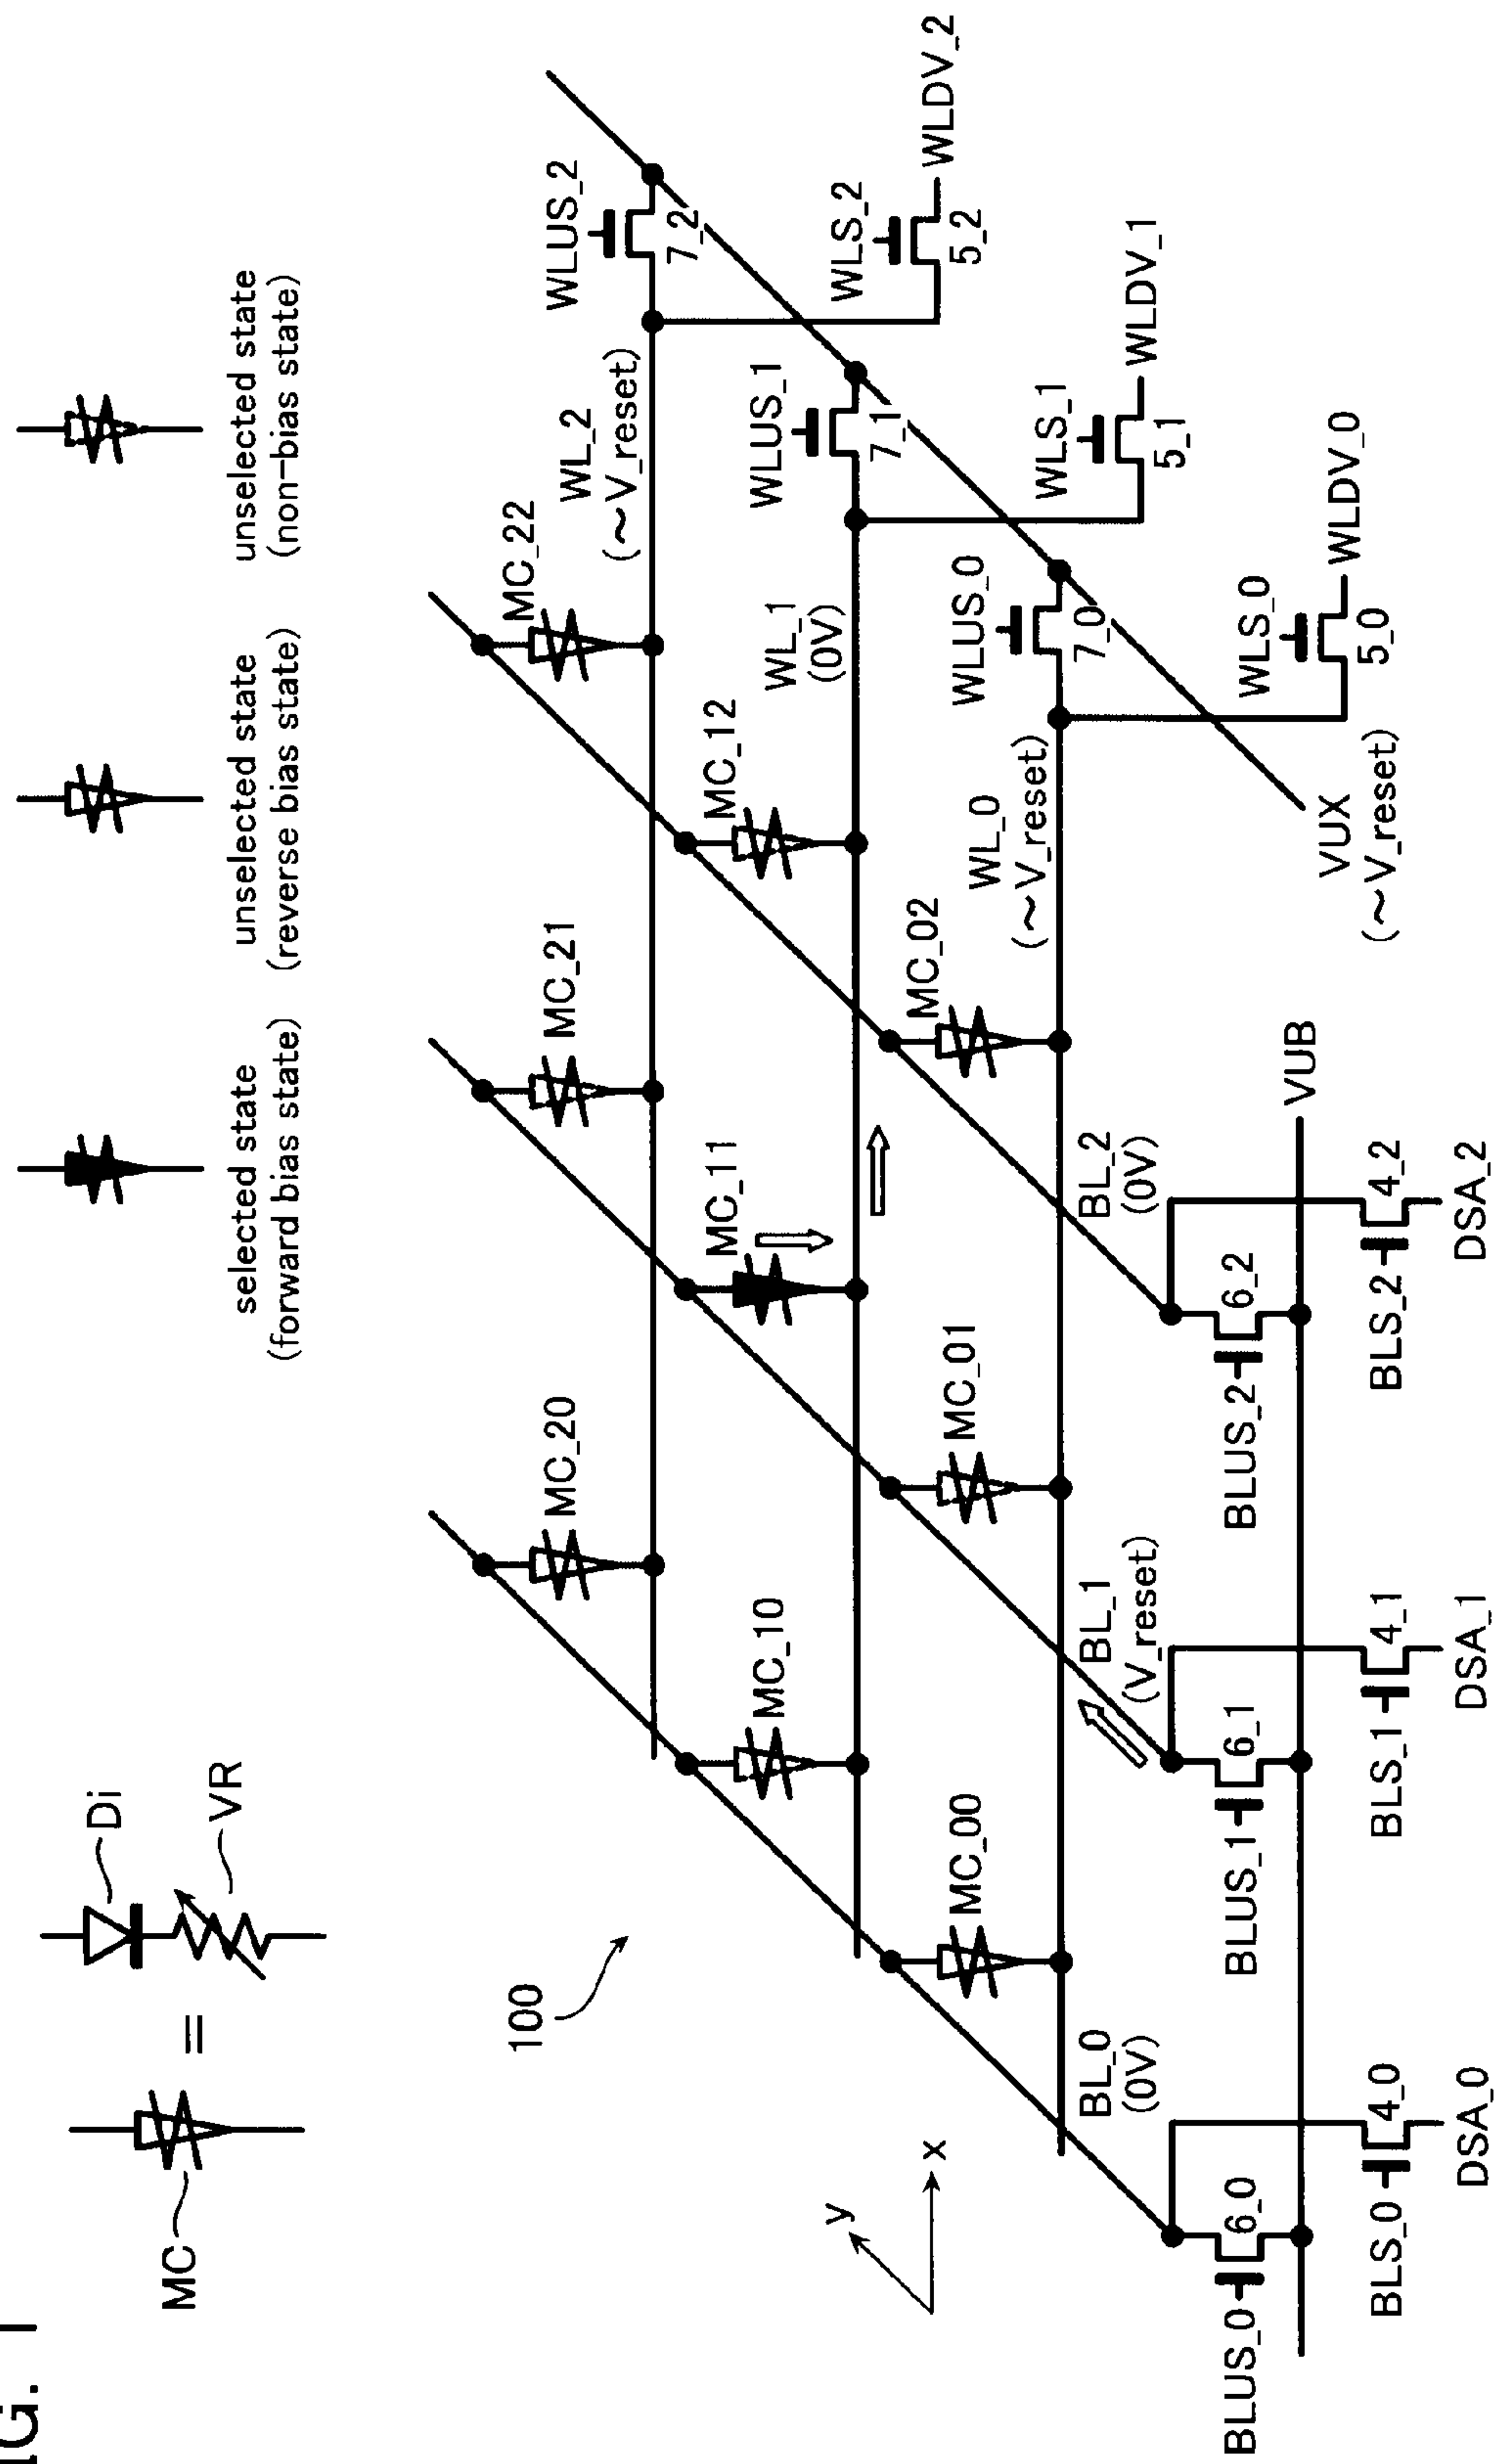 IG. 1
MC
=
Di
VR
selected state
(forward bias state)
unselected state
(reverse bias state)
unselected state
(non-bias state)
100
y
x
MC_20
MC_21
MC_22
WL_2
(~V_reset)
WLUS_2
7_2
WLS_2
5_2
WLDV_2
MC_10
MC_11
MC_12
WL_1
(0V)
WLUS_1
7_1
WLS_1
5_1
WLDV_1
MC_00
MC_01
MC_02
WL_0
(~V_reset)
WLUS_0
7_0
WLS_0
5_0
WLDV_0
VUX
(~V_reset)
BL_0
(0V)
BL_1
(V_reset)
BL_2
(0V)
BLUS_0
6_0
BLUS_1
6_1
BLUS_2
6_2
VUB
BLS_0
4_0
BLS_1
4_1
BLS_2
4_2
DSA_0
DSA_1
DSA_2